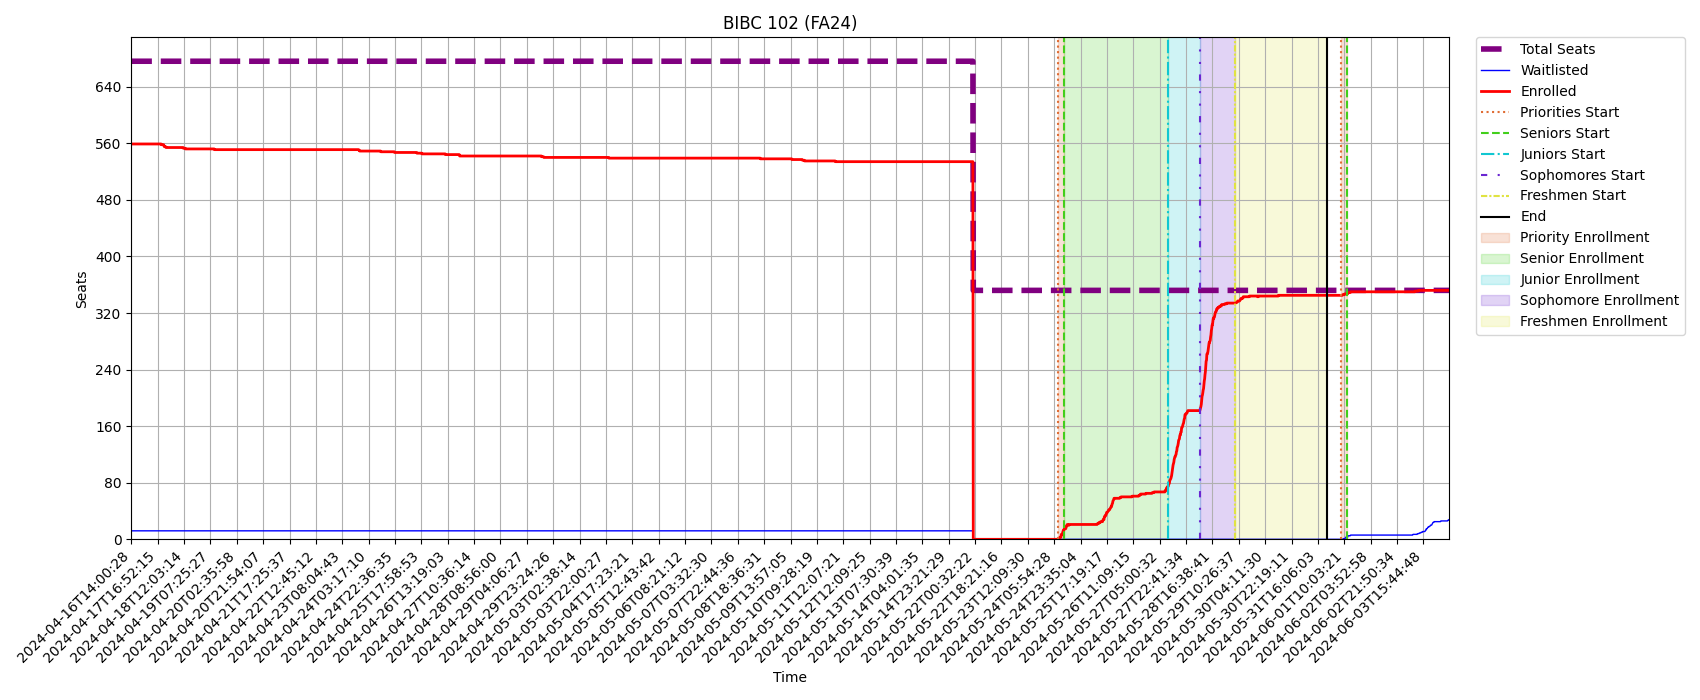 BIBC 102 (FA24)
Total Seats
Waitlisted
Enrolled
Priorities Start
Seniors Start
Juniors Start
Sophomores Start
Freshmen Start
End
Priority Enrollment
Senior Enrollment
Junior Enrollment
Sophomore Enrollment
Freshmen Enrollment
Seats
640
560
480
400
320
240
160
80
0
2024-04-16T14:00:28
2024-04-17T16:52:15
2024-04-18T12:03:14
2024-04-19T07:25:27
2024-04-20T02:35:58
2024-04-20T21:54:07
2024-04-21T17:25:37
2024-04-22T12:45:12
2024-04-23T08:04:43
2024-04-24T03:17:10
2024-04-24T22:36:35
2024-04-25T17:58:53
2024-04-26T13:19:03
2024-04-27T10:36:14
2024-04-28T08:56:00
2024-04-29T04:06:27
2024-04-29T23:24:26
2024-05-03T02:38:14
2024-05-03T22:00:27
2024-05-04T17:23:21
2024-05-05T12:43:42
2024-05-06T08:21:12
2024-05-07T03:32:30
2024-05-07T22:44:36
2024-05-08T18:36:31
2024-05-09T13:57:05
2024-05-10T09:28:19
2024-05-11T12:07:21
2024-05-12T12:09:25
2024-05-13T07:30:39
2024-05-14T04:01:35
2024-05-14T23:21:29
2024-05-22T00:32:22
2024-05-22T18:21:16
2024-05-23T12:09:30
2024-05-24T05:54:28
2024-05-24T23:35:04
2024-05-25T17:19:17
2024-05-26T11:09:15
2024-05-27T05:00:32
2024-05-27T22:41:34
2024-05-28T16:38:41
2024-05-29T10:26:37
2024-05-30T04:11:30
2024-05-30T22:19:11
2024-05-31T16:06:03
2024-06-01T10:03:21
2024-06-02T03:52:58
2024-06-02T21:50:34
2024-06-03T15:44:48
Time